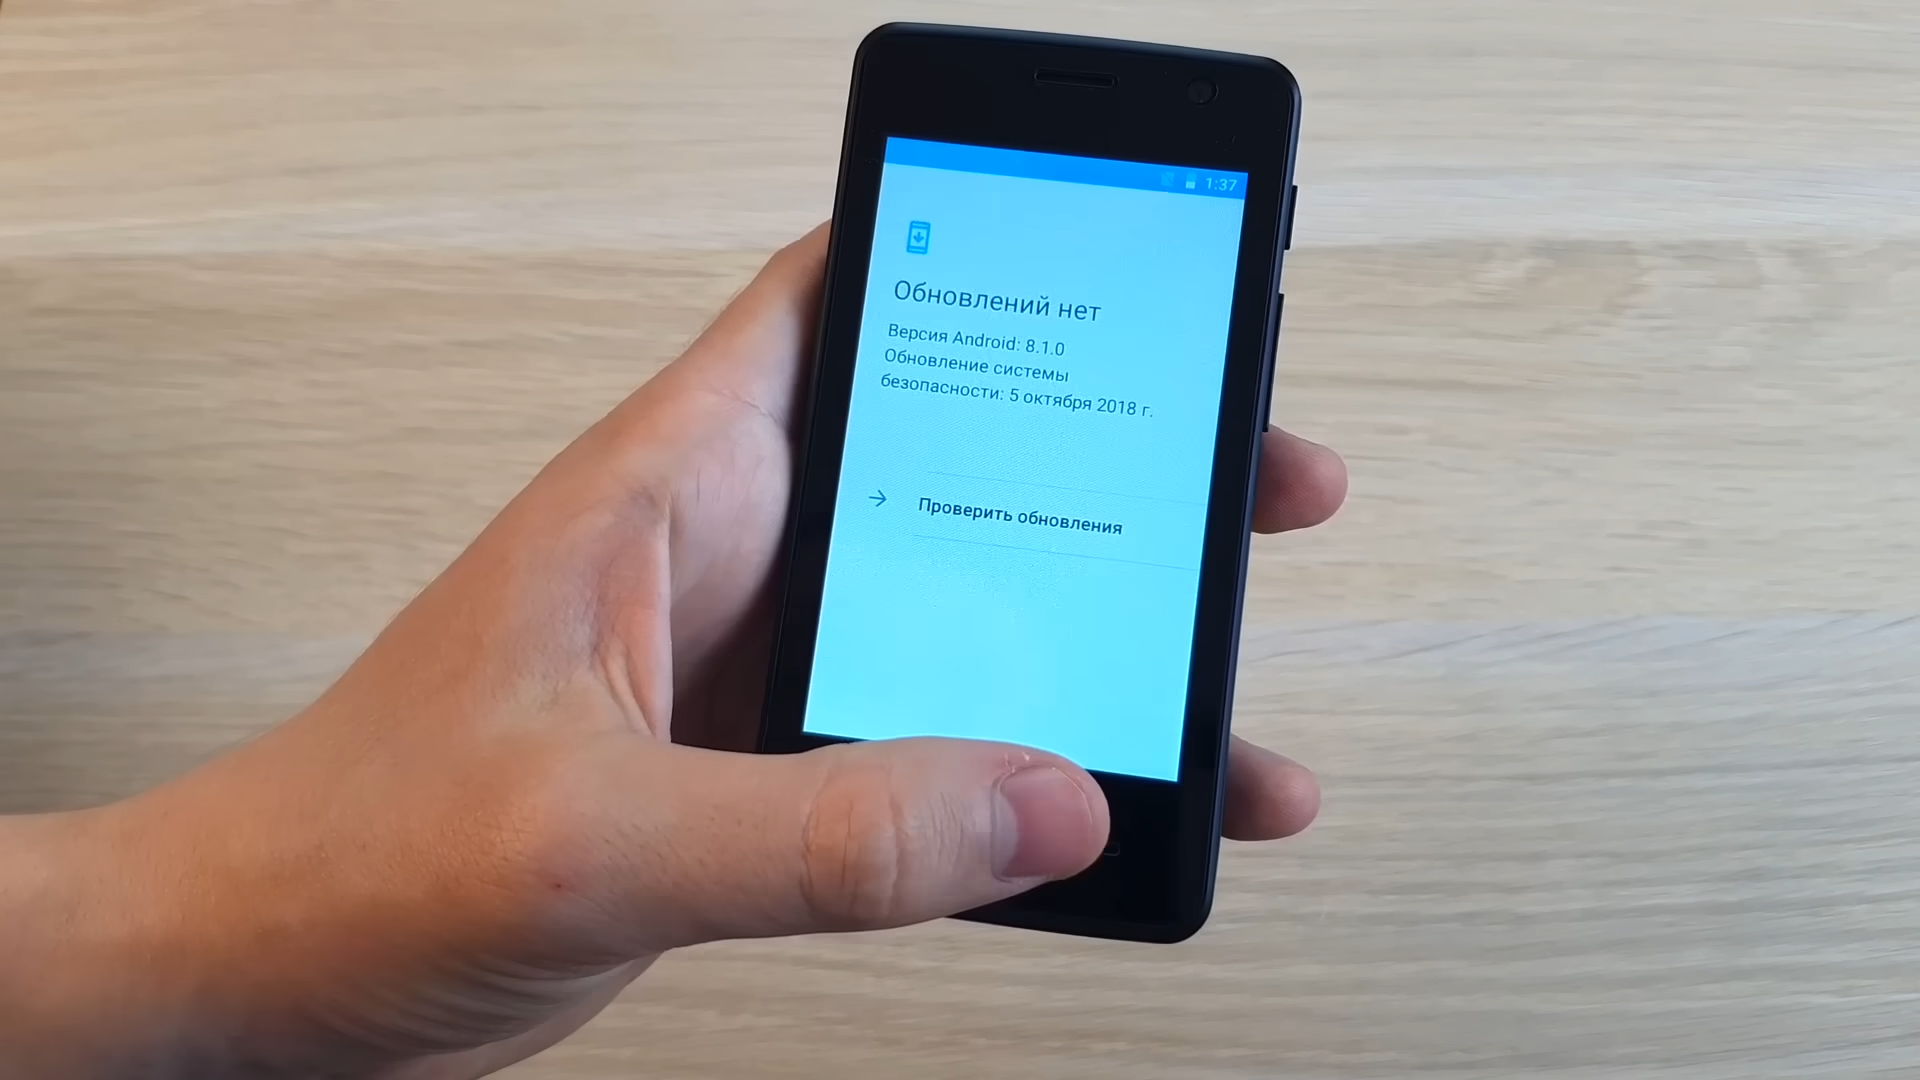 1:37
Обновлений нет
Версия Android: 8.1.0
Обновление системы
безопасности: 5 октября 2018 г.
Проверить обновления